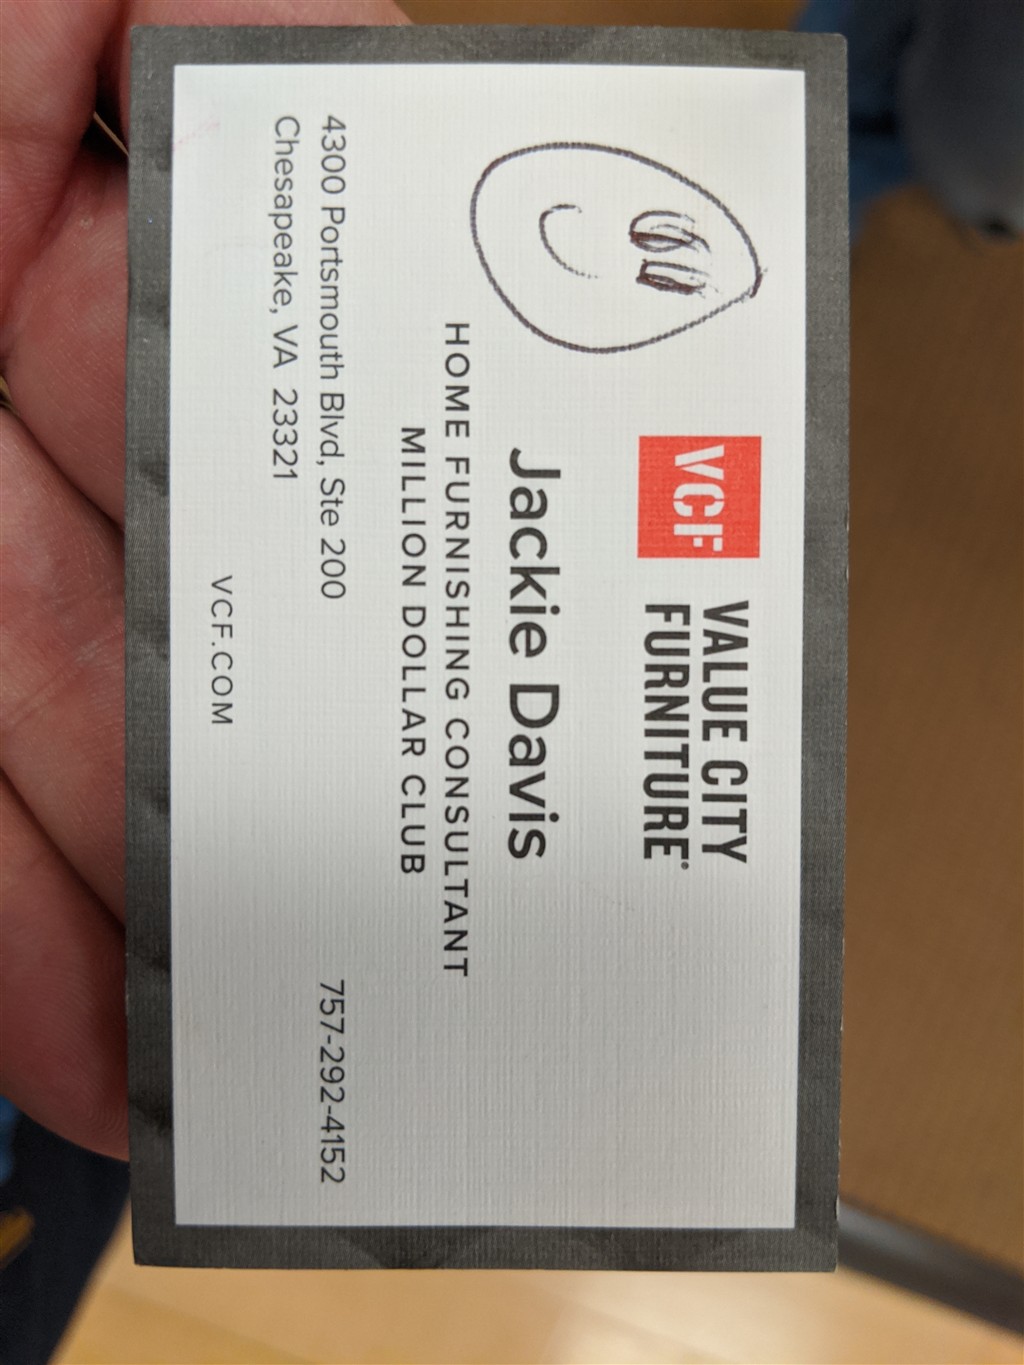 VCF
VALUE CITY
FURNITURE®
Jackie Davis
HOME FURNISHING CONSULTANT
MILLION DOLLAR CLUB
4300 Portsmouth Blvd, Ste 200
757-292-4152
Chesapeake, VA 23321
VCF.COM